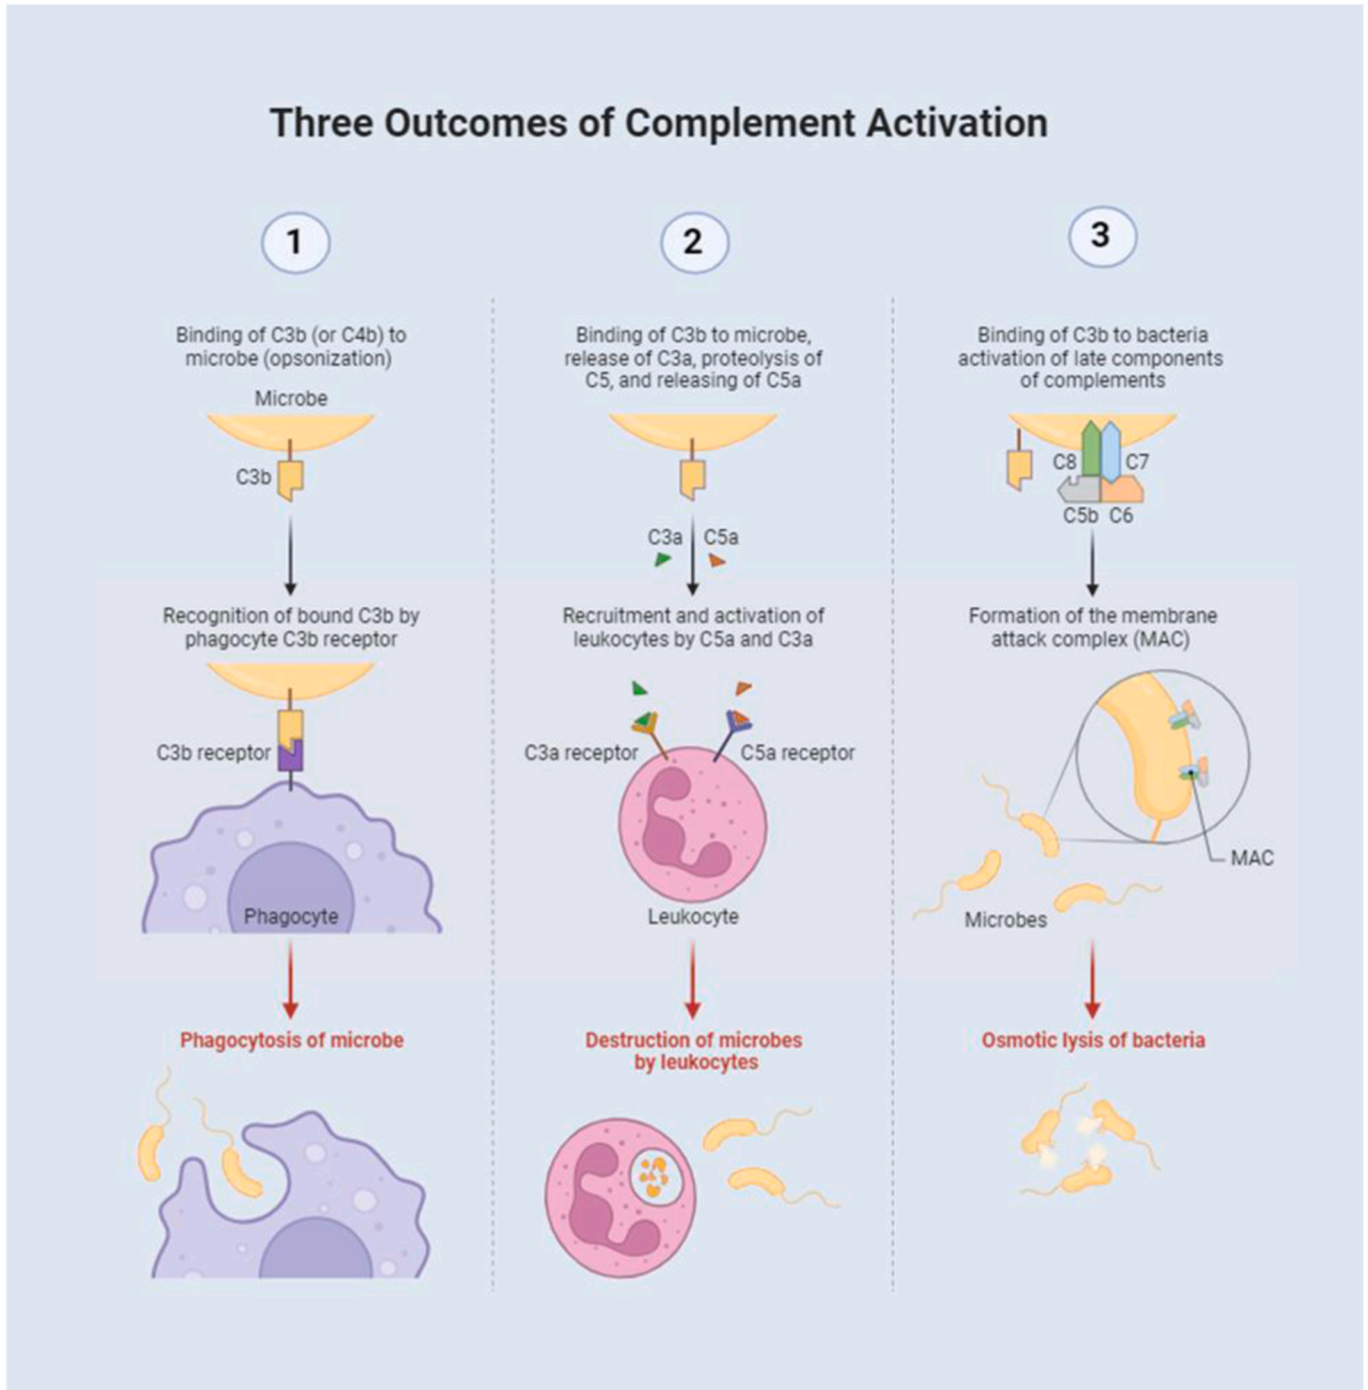 Three Outcomes of Complement Activation
1
Binding of C3b (or C4b) to
microbe (opsonization)
Microbe
C3b
Recognition of bound C3b by
phagocyte C3b receptor
C3b receptor
Phagocyte
Phagocytosis of microbe
2
Binding of C3b to microbe,
release of C3a, proteolysis of
C5, and releasing of C5a
C3a
C5a
Recruitment and activation of
leukocytes by C5a and C3a
C3a receptor
C5a receptor
Leukocyte
Destruction of microbes
by leukocytes
3
Binding of C3b to bacteria
activation of late components
of complements
C8
C7
C5b
C6
Formation of the membrane
attack complex (MAC)
MAC
Microbes
Osmotic lysis of bacteria